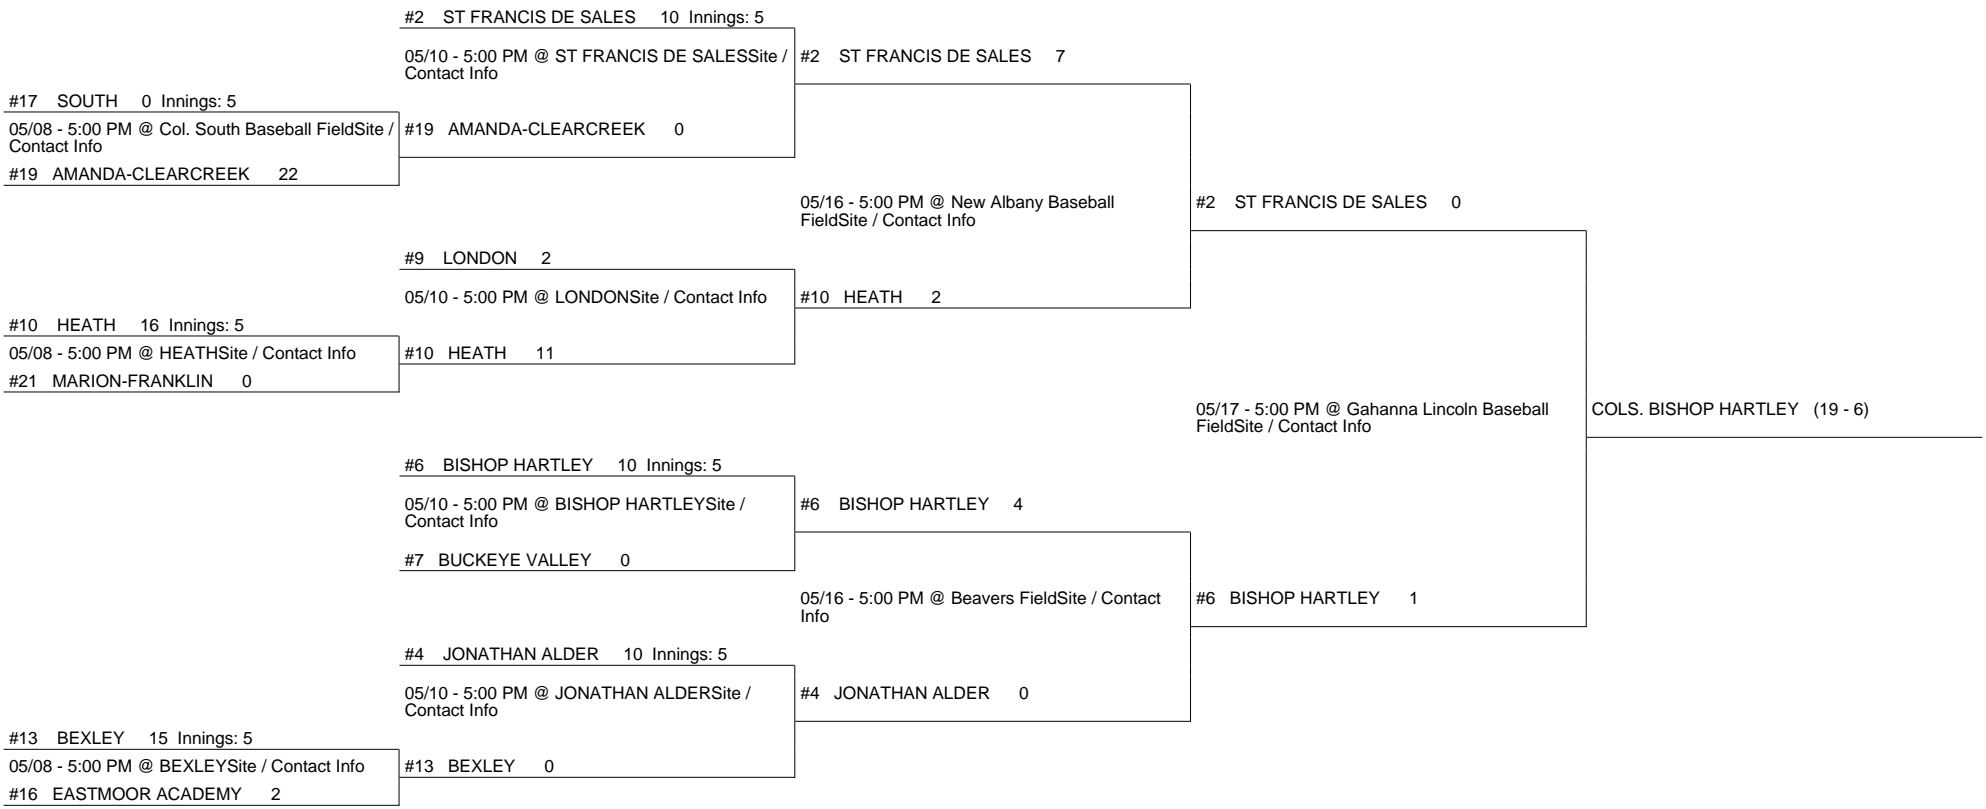 #2 ST FRANCIS DE SALES 10 Innings: 5
05/10 - 5:00 PM @ ST FRANCIS DE SALESSite /
Contact Info
#2 ST FRANCIS DE SALES 7
#17 SOUTH 0 Innings: 5
05/08 - 5:00 PM @ Col. South Baseball FieldSite /
Contact Info
#19 AMANDA-CLEARCREEK 0
#19 AMANDA-CLEARCREEK 22
05/16 - 5:00 PM @ New Albany Baseball
FieldSite / Contact Info
#2 ST FRANCIS DE SALES 0
#9 LONDON 2
05/10 - 5:00 PM @ LONDONSite / Contact Info
#10 HEATH 2
#10 HEATH 16 Innings: 5
05/08 - 5:00 PM @ HEATHSite / Contact Info
#10 HEATH 11
#21 MARION-FRANKLIN 0
05/17 - 5:00 PM @ Gahanna Lincoln Baseball
FieldSite / Contact Info
COLS. BISHOP HARTLEY (19 - 6)
#6 BISHOP HARTLEY 10 Innings: 5
05/10 - 5:00 PM @ BISHOP HARTLEYSite /
Contact Info
#6 BISHOP HARTLEY 4
#7 BUCKEYE VALLEY 0
05/16 - 5:00 PM @ Beavers FieldSite / Contact
Info
#6 BISHOP HARTLEY 1
#4 JONATHAN ALDER 10 Innings: 5
05/10 - 5:00 PM @ JONATHAN ALDERSite /
Contact Info
#4 JONATHAN ALDER 0
#13 BEXLEY 15 Innings: 5
05/08 - 5:00 PM @ BEXLEYSite / Contact Info
#13 BEXLEY 0
#16 EASTMOOR ACADEMY 2